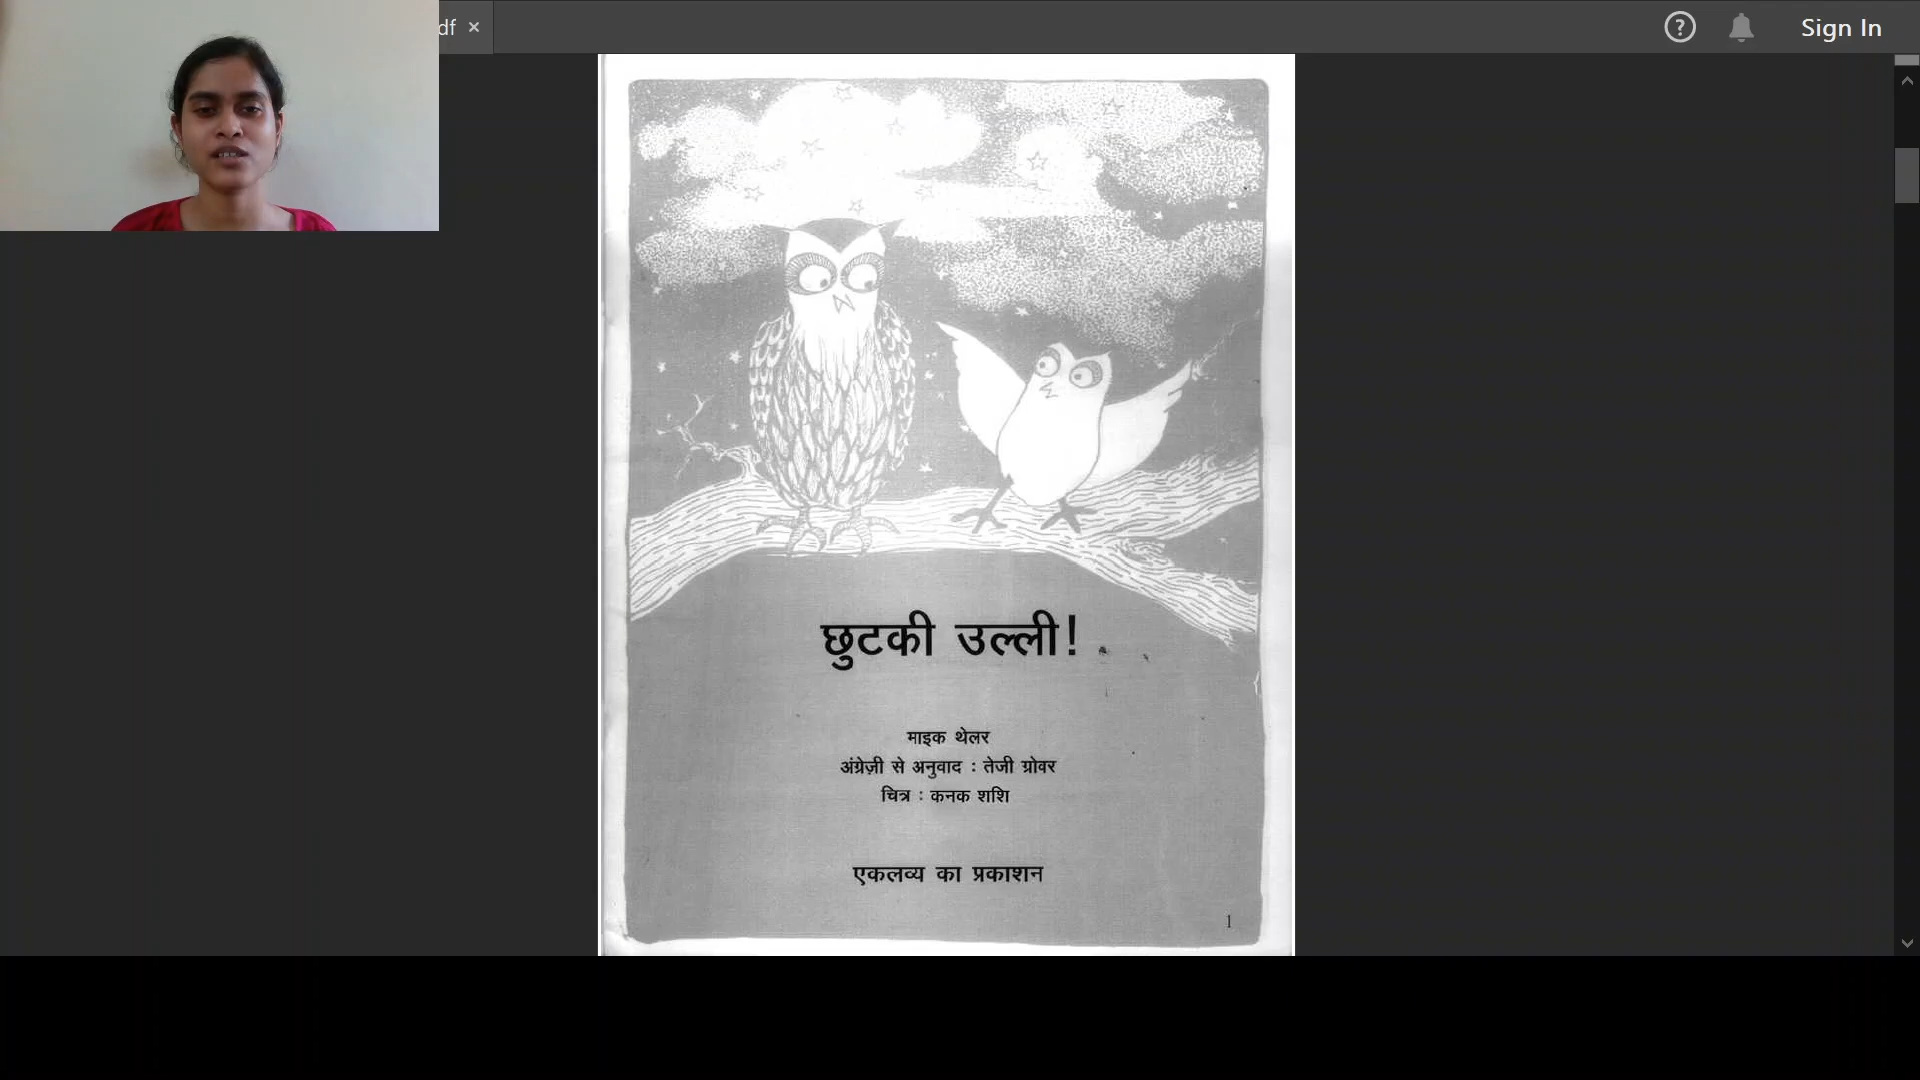 df ×
Sign In
छुटकी उल्ली!
माइक थेलर
अंग्रेज़ी से अनुवाद : तेजी ग्रोवर
चित्र : कनक शशि
एकलव्य का प्रकाशन
1